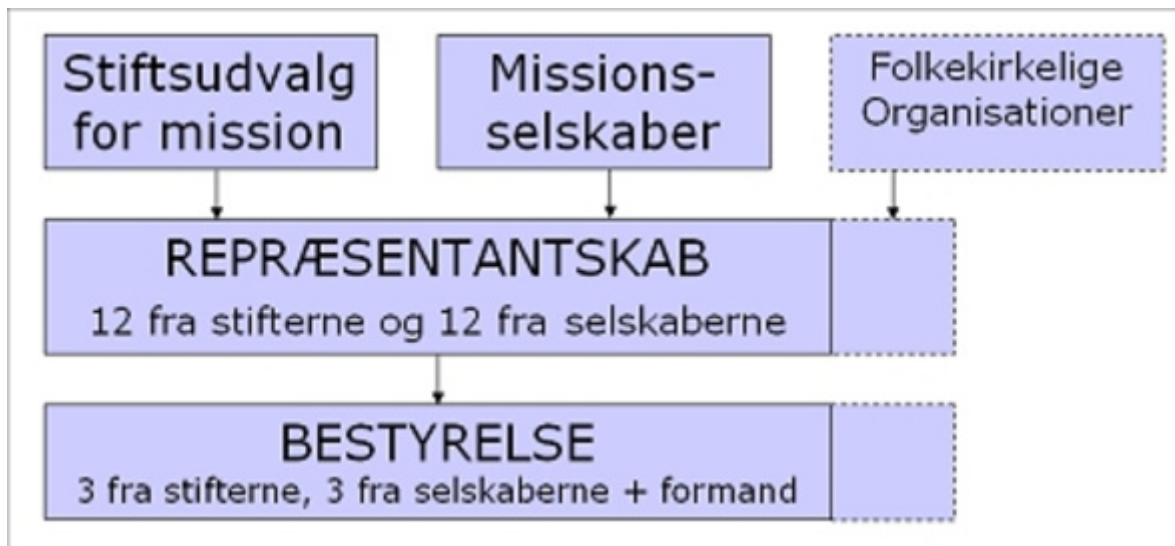 Stiftsudvalg
for mission
Missions-
selskaber
Folkekirkelige
Organisationer
REPRÆSENTANTSKAB
12 fra stifterne og 12 fra selskaberne
BESTYRELSE
3 fra stifterne, 3 fra selskaberne + formand